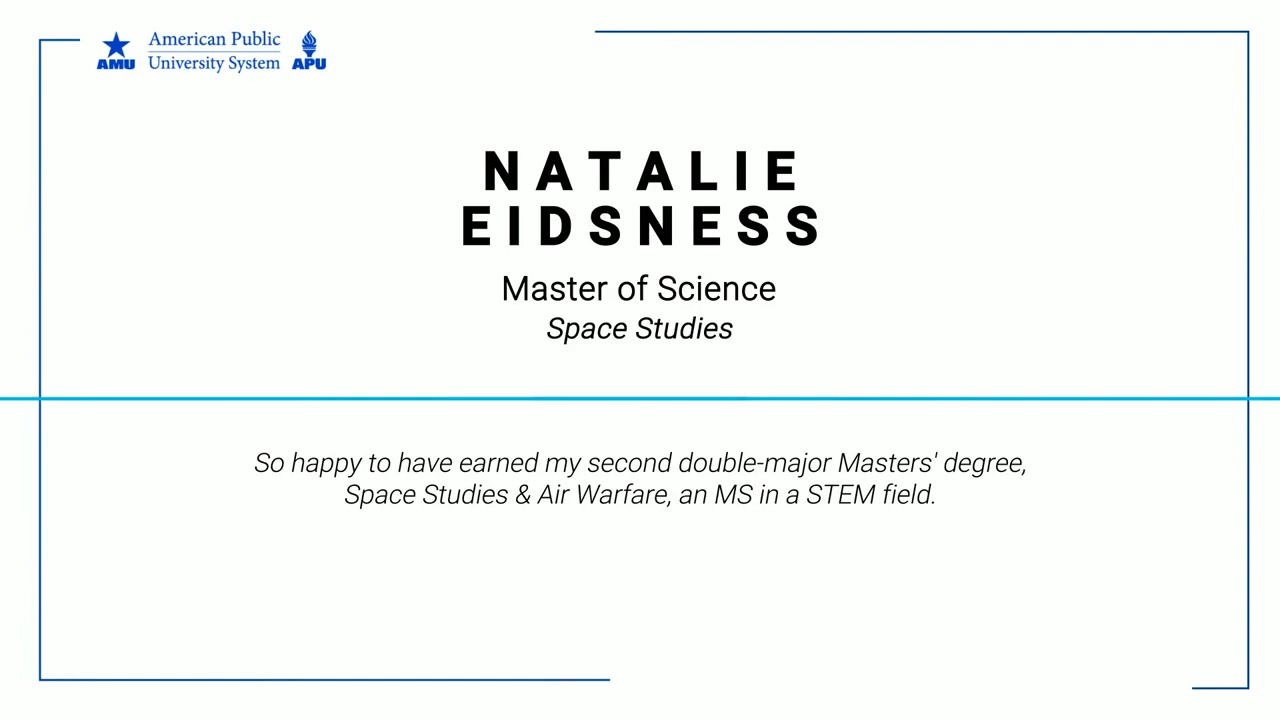 AMU
American Public
University System
APU
NATALIE
EIDSNESS
Master of Science
Space Studies
So happy to have earned my second double-major Masters' degree,
Space Studies & Air Warfare, an MS in a STEM field.